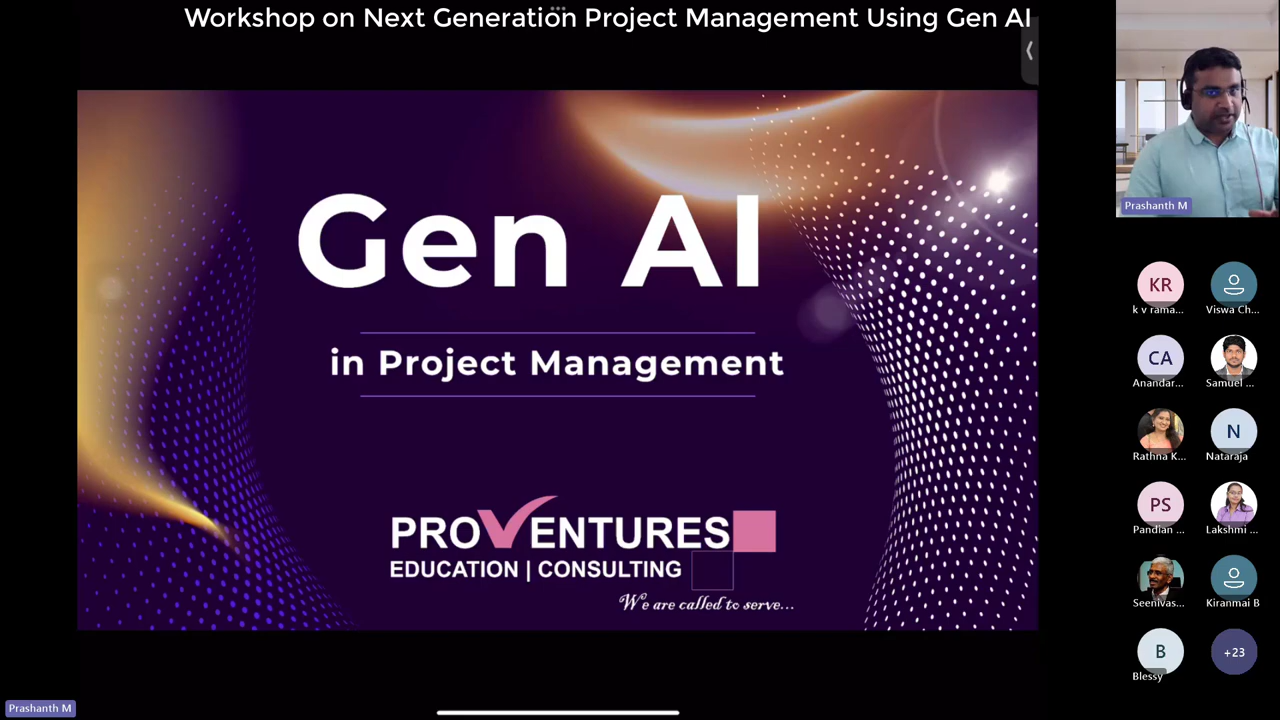 Workshop on Next Generation Project Management Using Gen AI
Gen AI
in Project Management
PROVENTURES
EDUCATION | CONSULTING
We are called to serve...
Prashanth M
KR
k v rama...
Viswa Ch...
CA
Anandar...
Samuel ...
Rathna K...
N
Nataraja
PS
Pandian ...
Lakshmi ...
Seenivas...
Kiranmai B
B
Blessy
+23
Prashanth M